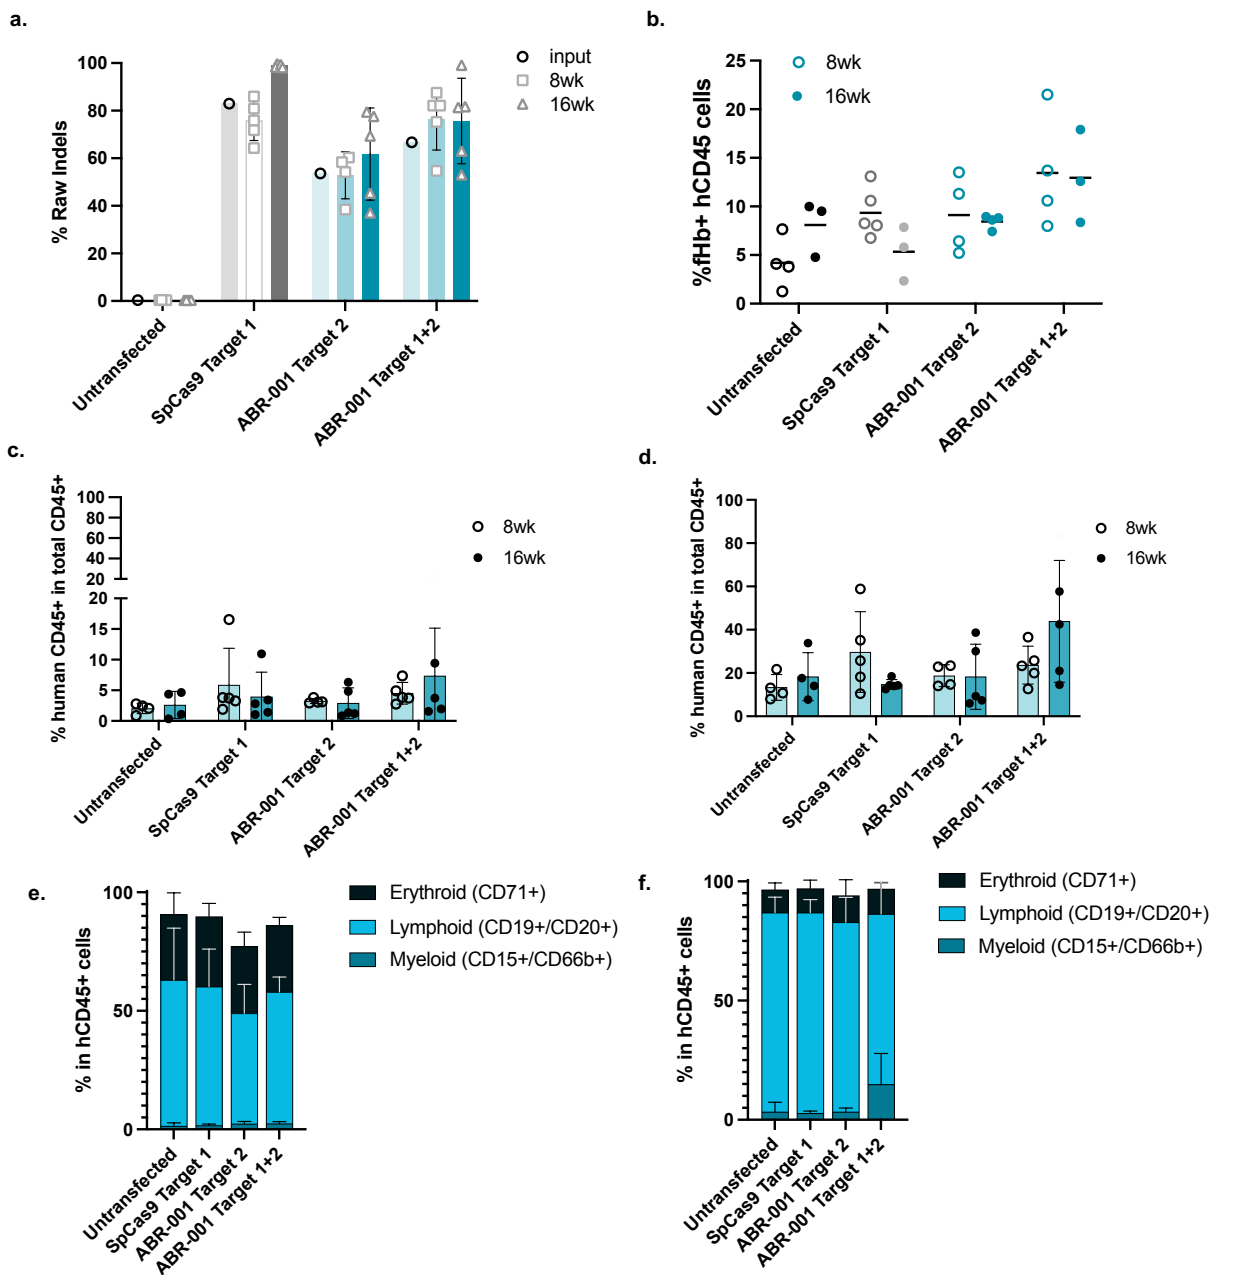 a.
% Raw Indels
100
80
60
40
20
0
Untransfected
SpCas9 Target 1
ABR-001 Target 2
ABR-001 Target 1+2
input
8wk
16wk
b.
%fHb+ hCD45 cells
25
20
15
10
5
0
8wk
16wk
Untransfected
SpCas9 Target 1
ABR-001 Target 2
ABR-001 Target 1+2
c.
% human CD45+ in total CD45+
100
80
60
40
20
20
15
10
5
0
Untransfected
SpCas9 Target 1
ABR-001 Target 2
ABR-001 Target 1+2
8wk
16wk
d.
% human CD45+ in total CD45+
100
80
60
40
20
0
Untransfected
SpCas9 Target 1
ABR-001 Target 2
ABR-001 Target 1+2
8wk
16wk
e.
% in hCD45+ cells
100
50
0
Untransfected
SpCas9 Target 1
ABR-001 Target 2
ABR-001 Target 1+2
Erythroid (CD71+)
Lymphoid (CD19+/CD20+)
Myeloid (CD15+/CD66b+)
f.
% in hCD45+ cells
100
50
0
Untransfected
SpCas9 Target 1
ABR-001 Target 2
ABR-001 Target 1+2
Erythroid (CD71+)
Lymphoid (CD19+/CD20+)
Myeloid (CD15+/CD66b+)